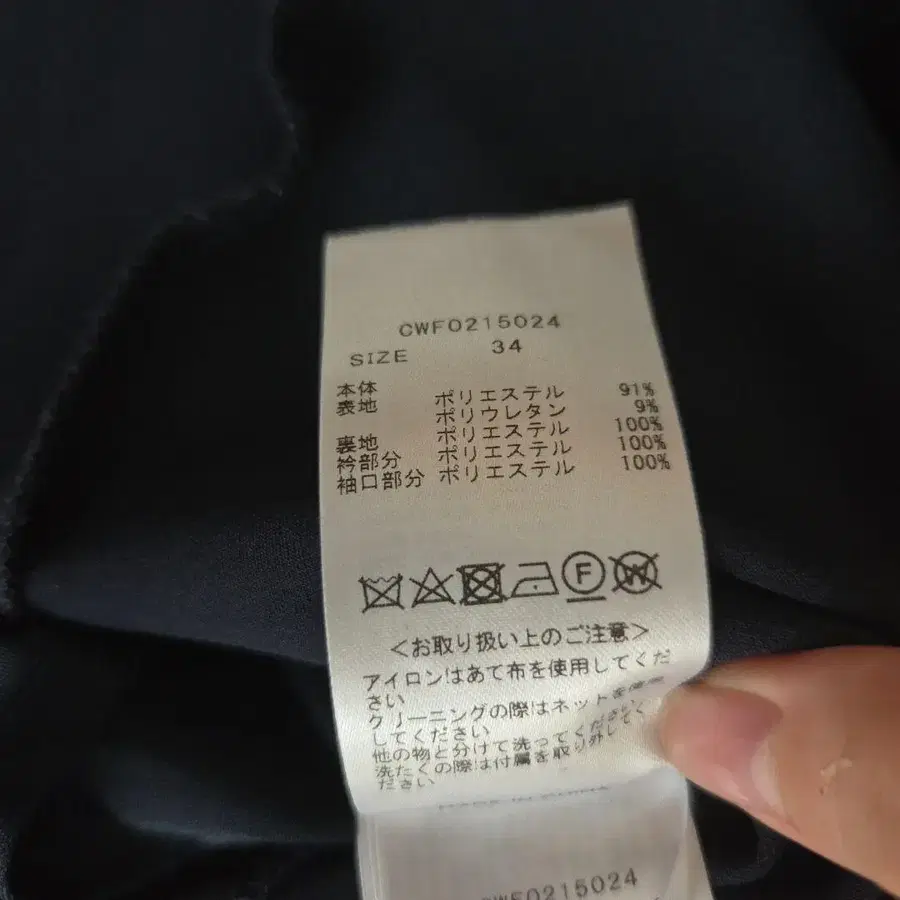 CWF0215024
SIZE 34
本体
表地 ポリエステル 91%
ポリウレタン 9%
裏地 ポリエステル 100%
衿部分 ポリエステル 100%
袖口部分 ポリエステル 100%
F W
<お取り扱い上のご注意>
アイロンはあて布を使用してくだ
さい
クリーニングの際はネットを使用
してください
他の物と分けて洗ってください
洗たくの際は付属を取り外してく
ださい
MADE IN CHINA
CWF0215024